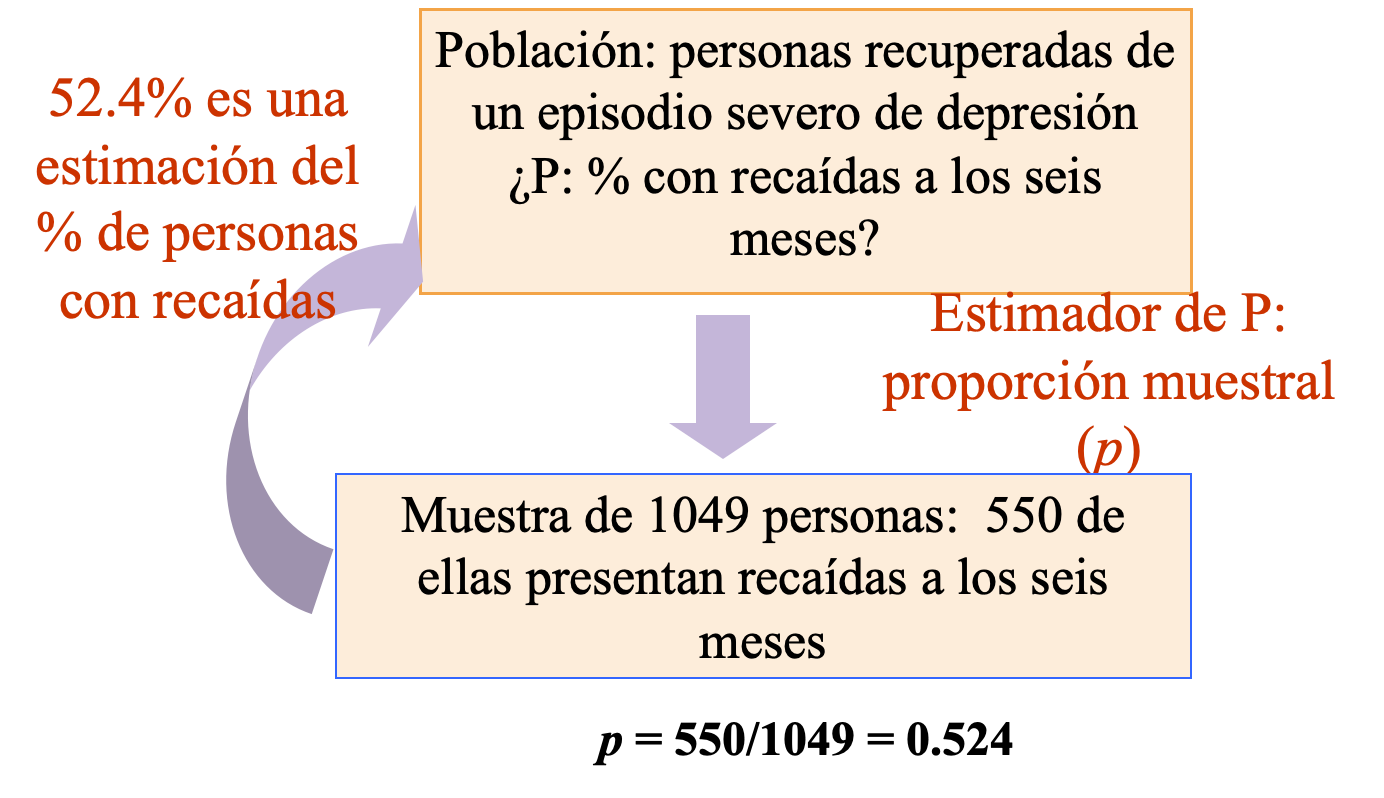 52.4% es una
estimación del
% de personas
con recaídas
Población: personas recuperadas de
un episodio severo de depresión
¿P: % con recaídas a los seis
meses?
Estimador de P:
proporción muestral
(p)
Muestra de 1049 personas:  550 de
ellas presentan recaídas a los seis
meses
p = 550/1049 = 0.524